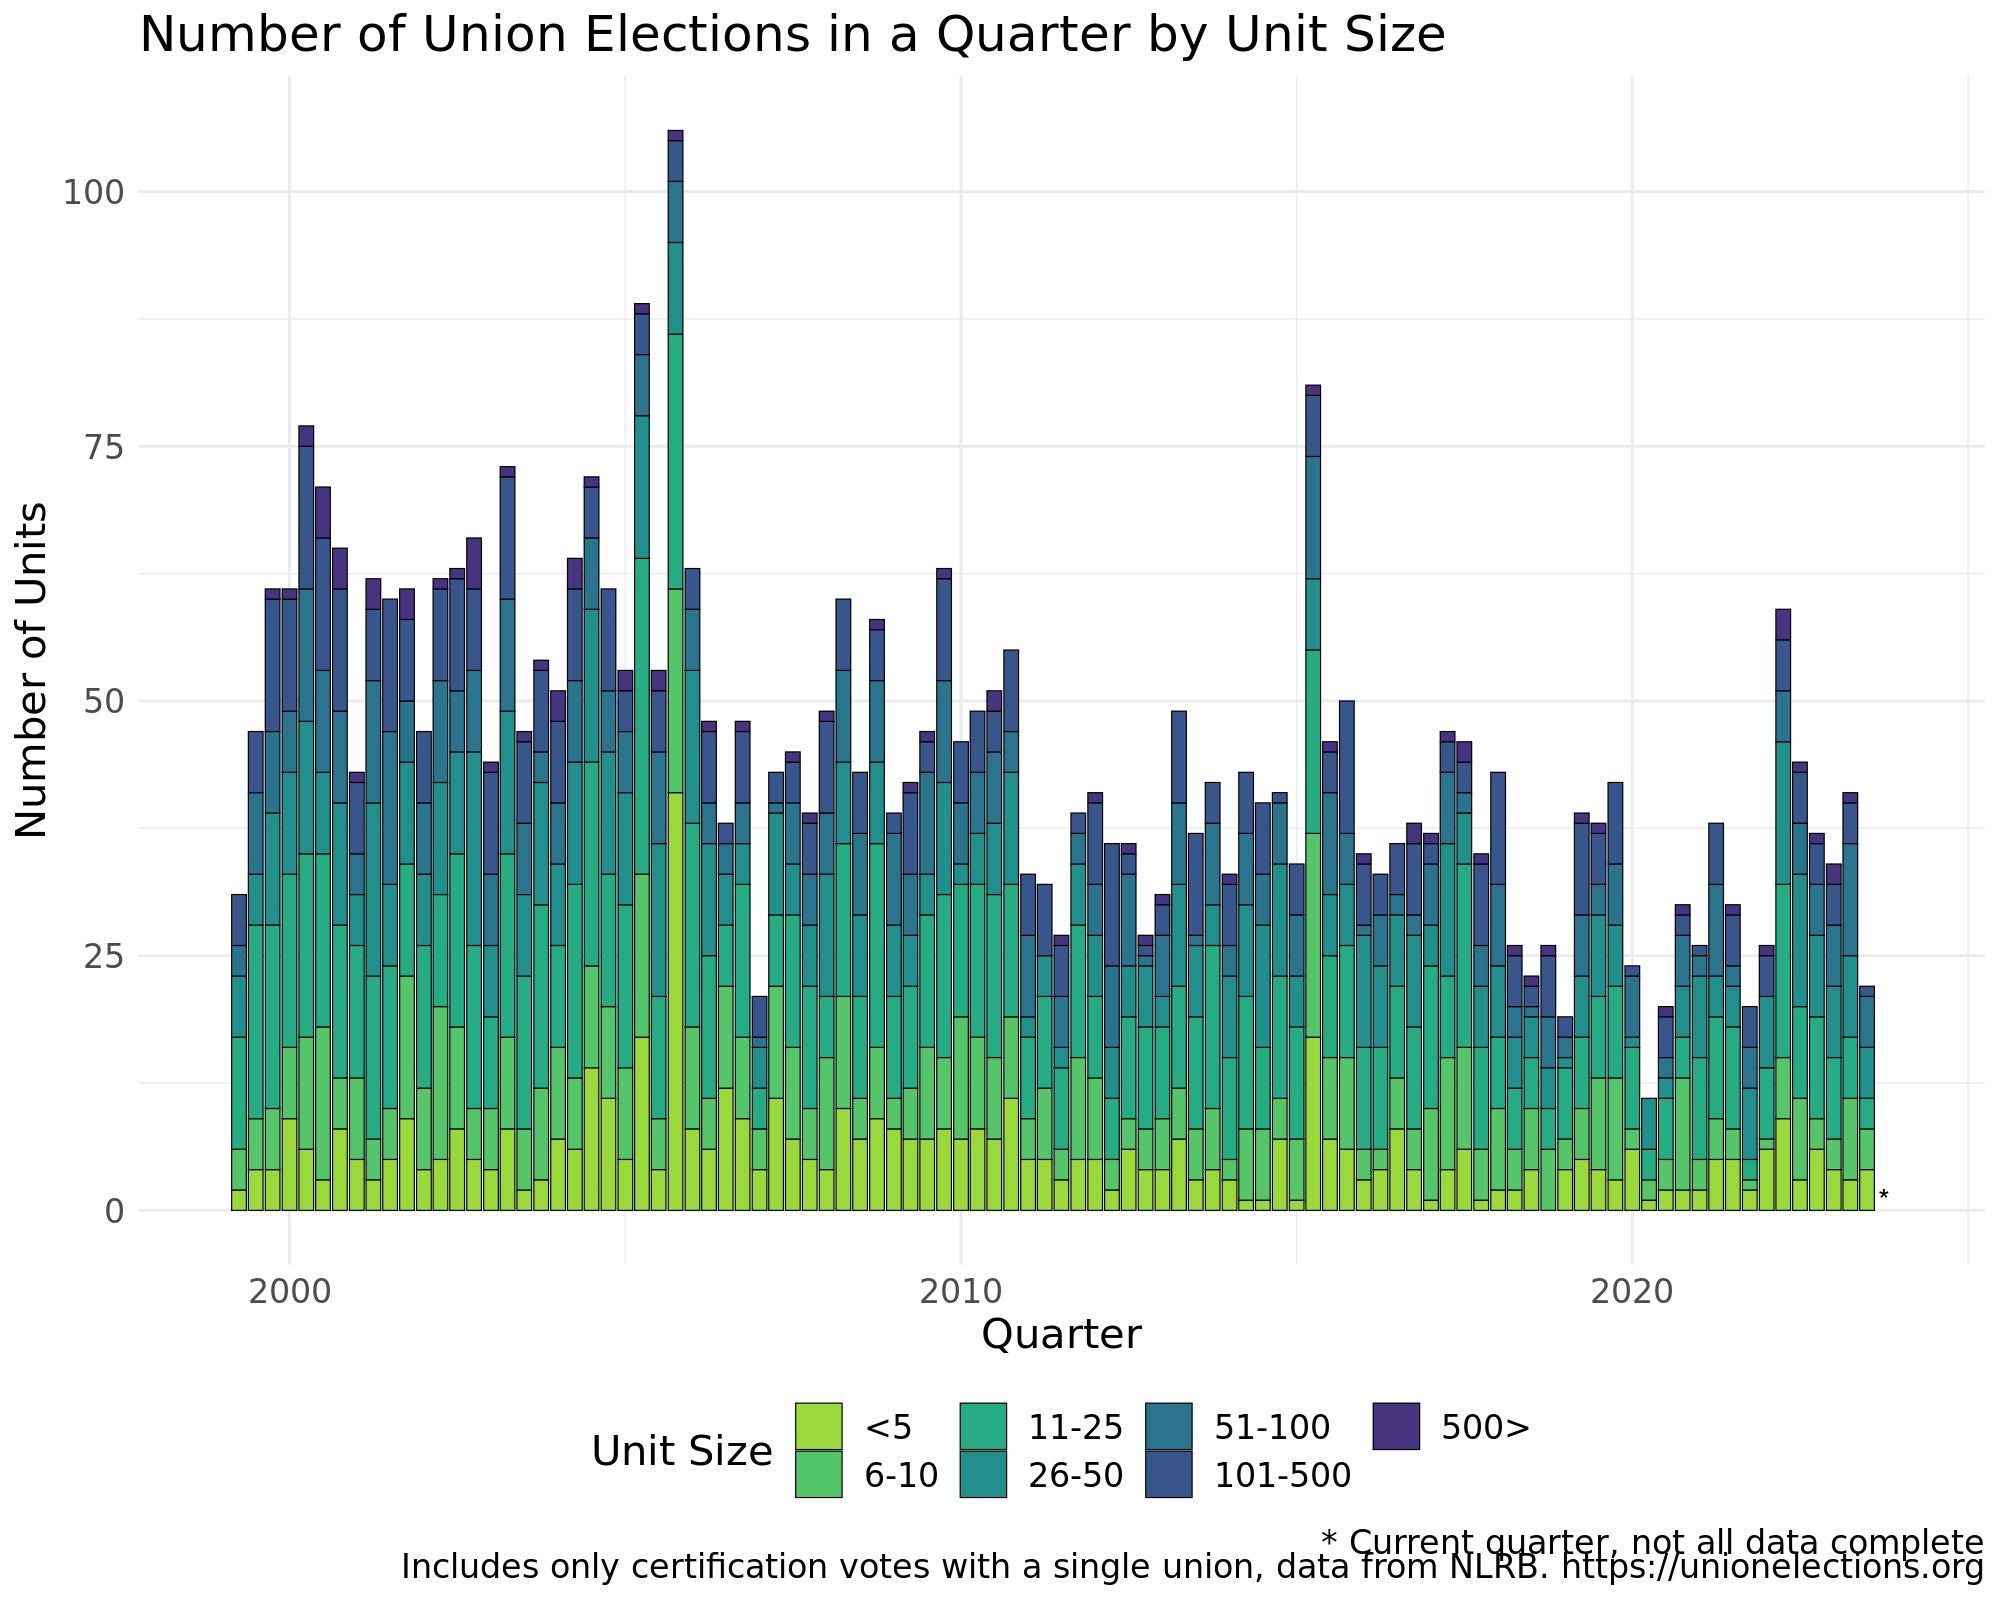 Number of Union Elections in a Quarter by Unit Size
Number of Units
100
75
50
25
0
*
2000
2010
2020
Quarter
Unit Size
<5
6-10
11-25
26-50
51-100
101-500
500>
* Current quarter, not all data complete
Includes only certification votes with a single union, data from NLRB. https://unionelections.org